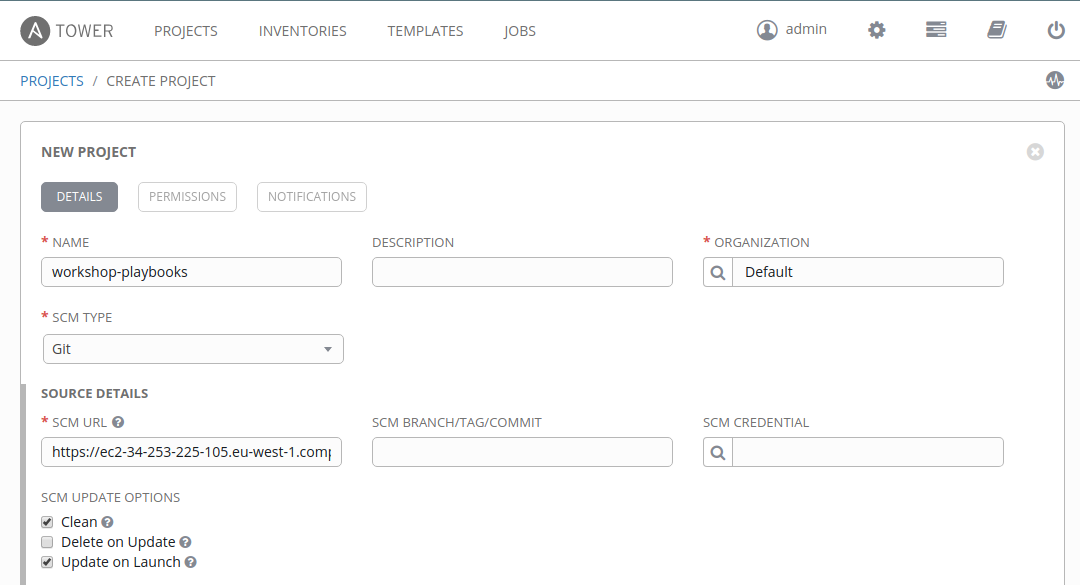 A TOWER PROJECTS INVENTORIES TEMPLATES JOBS admin
PROJECTS / CREATE PROJECT
NEW PROJECT
DETAILS PERMISSIONS NOTIFICATIONS
* NAME DESCRIPTION * ORGANIZATION
workshop-playbooks Default
* SCM TYPE
Git
SOURCE DETAILS
* SCM URL ? SCM BRANCH/TAG/COMMIT SCM CREDENTIAL
https://ec2-34-253-225-105.eu-west-1.comp
SCM UPDATE OPTIONS
Clean ?
Delete on Update ?
Update on Launch ?